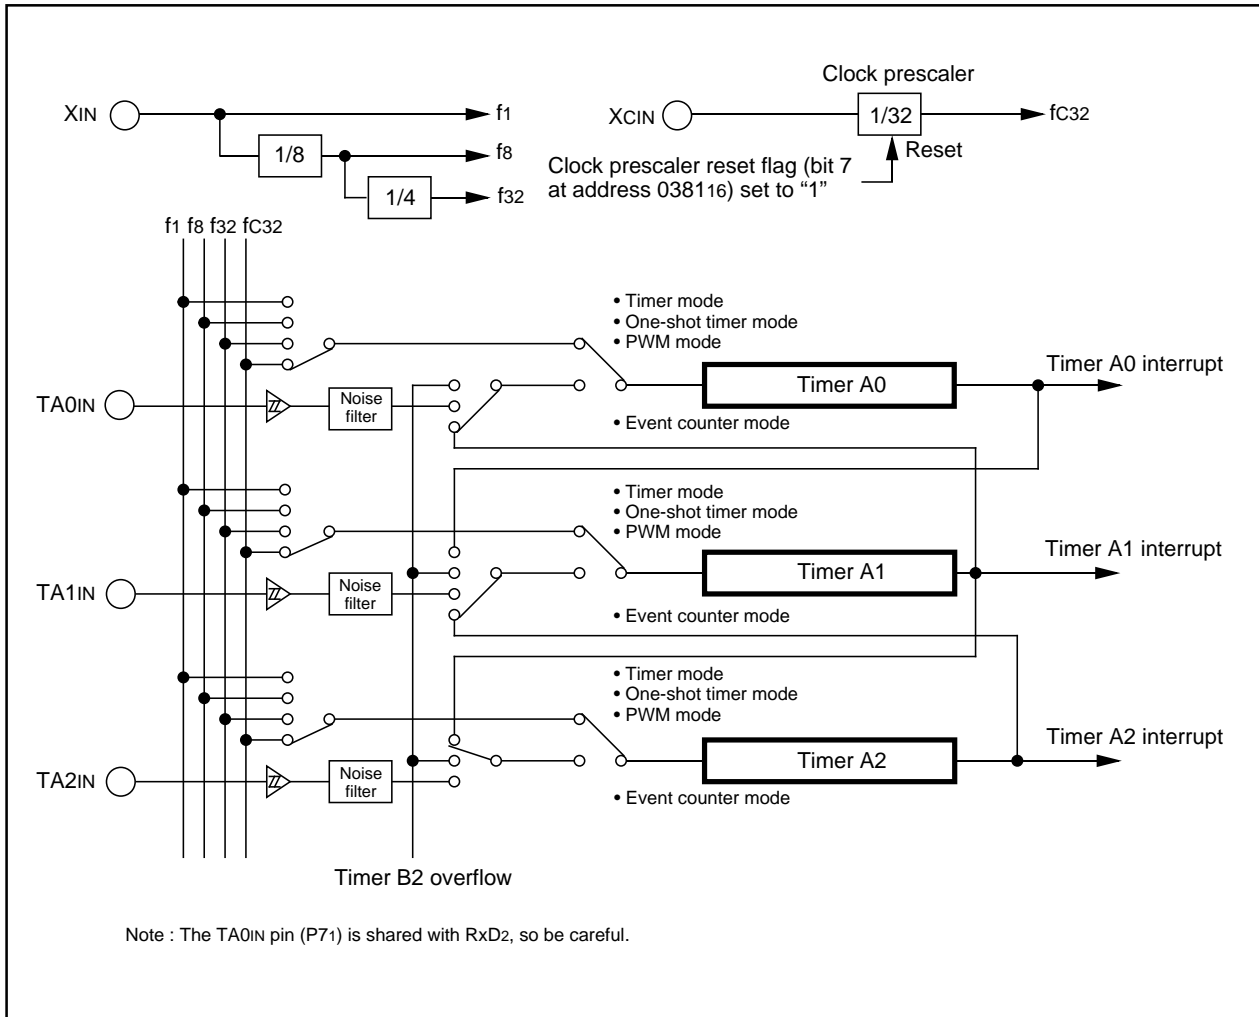 Clock prescaler
XIN
f1
XCIN
1/32
fC32
1/8
f8
Reset
Clock prescaler reset flag (bit 7
at address 038116) set to “1”
1/4
f32
f1 f8 f32 fC32
• Timer mode
• One-shot timer mode
• PWM mode
Timer A0 interrupt
Timer A0
TA0IN
Noise
filter
• Event counter mode
• Timer mode
• One-shot timer mode
• PWM mode
Timer A1 interrupt
Timer A1
TA1IN
Noise
filter
• Event counter mode
• Timer mode
• One-shot timer mode
• PWM mode
Timer A2 interrupt
Timer A2
TA2IN
Noise
filter
• Event counter mode
Timer B2 overflow
Note : The TA0IN pin (P71) is shared with RxD2, so be careful.